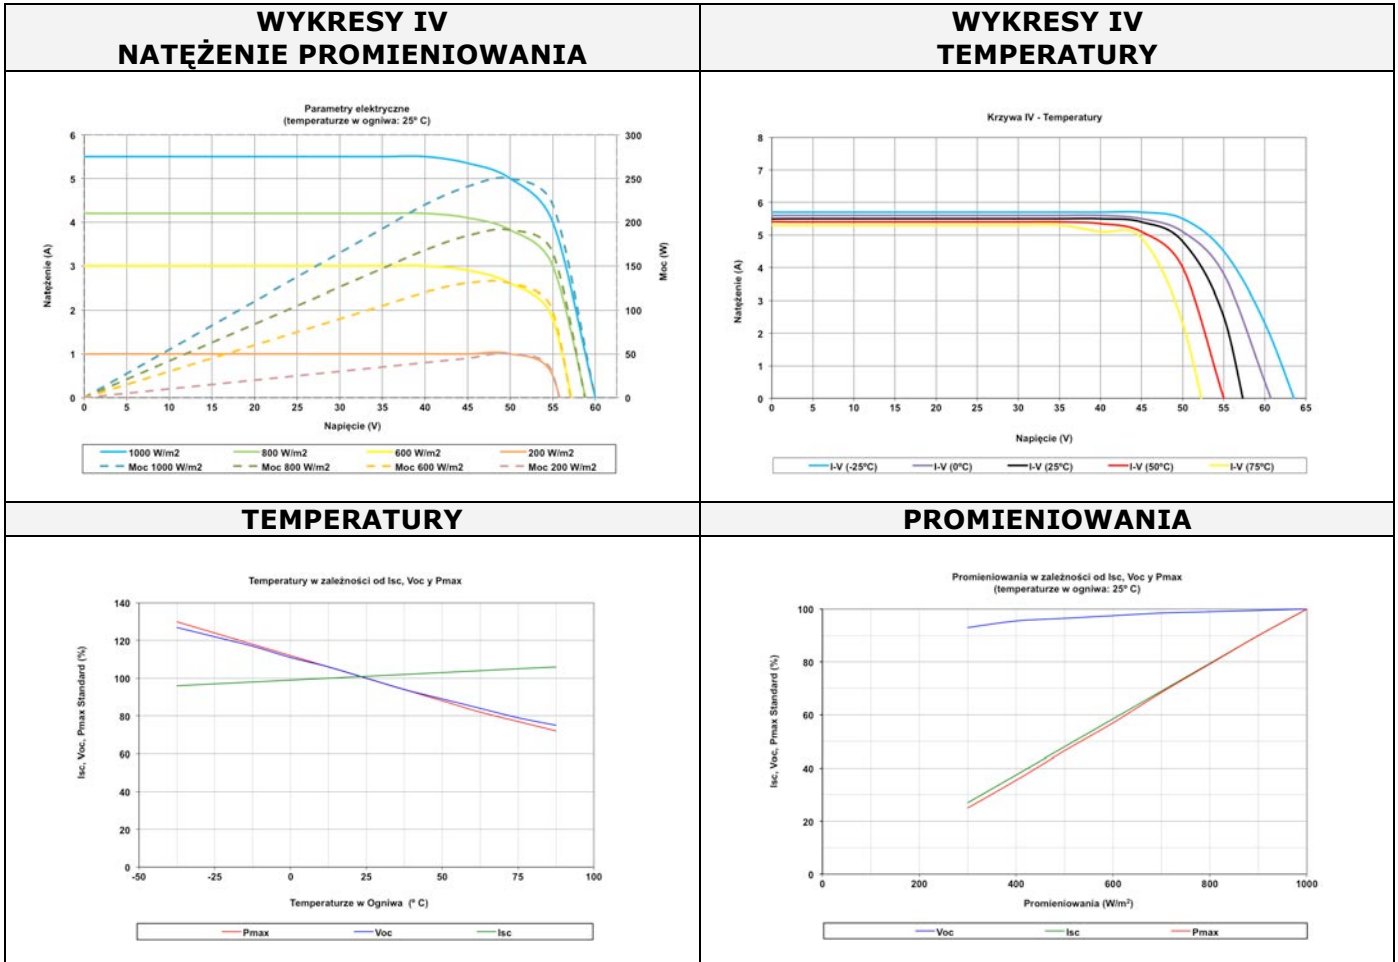 WYKRESY IV
NATĘŻENIE PROMIENIOWANIA
Parametry elektryczne
(temperaturze w ogniwa: 25º C)
6
5
4
3
2
1
0
300
250
200
150
100
50
0
Natężenie (A)
Moc (W)
0 5 10 15 20 25 30 35 40 45 50 55 60
Napięcie (V)
1000 W/m2 800 W/m2 600 W/m2 200 W/m2
Moc 1000 W/m2 Moc 800 W/m2 Moc 600 W/m2 Moc 200 W/m2
WYKRESY IV
TEMPERATURY
Krzywa IV - Temperatury
8
7
6
5
4
3
2
1
0
Natężenie (A)
0 5 10 15 20 25 30 35 40 45 50 55 60 65
Napięcie (V)
I-V (-25ºC) I-V (0ºC) I-V (25ºC) I-V (50ºC) I-V (75ºC)
TEMPERATURY
Temperatury w zależności od Isc, Voc y Pmax
140
120
100
80
60
40
20
0
Isc, Voc, Pmax Standard (%)
-50 -25 0 25 50 75 100
Temperaturze w Ogniwa (º C)
Pmax Voc Isc
PROMIENIOWANIA
Promieniowania w zależności od Isc, Voc y Pmax
(temperaturze w ogniwa: 25º C)
100
80
60
40
20
0
Isc, Voc, Pmax Standard (%)
0 200 400 600 800 1000
Promieniowania (W/m²)
Voc Isc Pmax